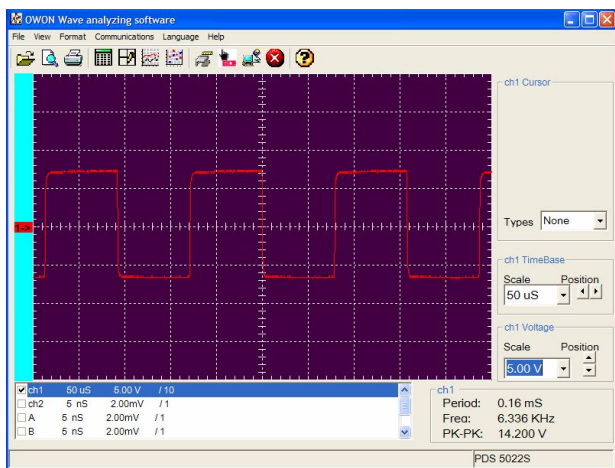 OWON Wave analyzing software
File View Format Communications Language Help
ch1 Cursor
Types None
1->
ch1 TimeBase
Scale Position
50 uS
ch1 Voltage
Scale Position
5.00 V
ch1 50 uS 5.00 V / 10
ch2 5 nS 2.00mV / 1
A 5 nS 2.00mV / 1
B 5 nS 2.00mV / 1
ch1
Period: 0.16 mS
Freq: 6.336 KHz
PK-PK: 14.200 V
PDS 5022S